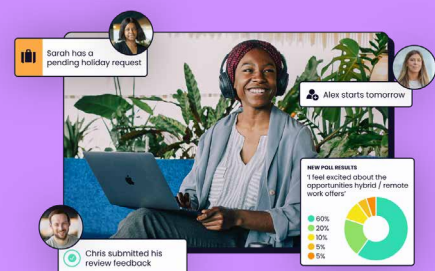 Sarah has a
pending holiday request
Alex starts tomorrow
NEW POLL RESULTS
'I feel excited about the
opportunities hybrid / remote
work offers'
60%
20%
10%
5%
5%
Chris submitted his
review feedback